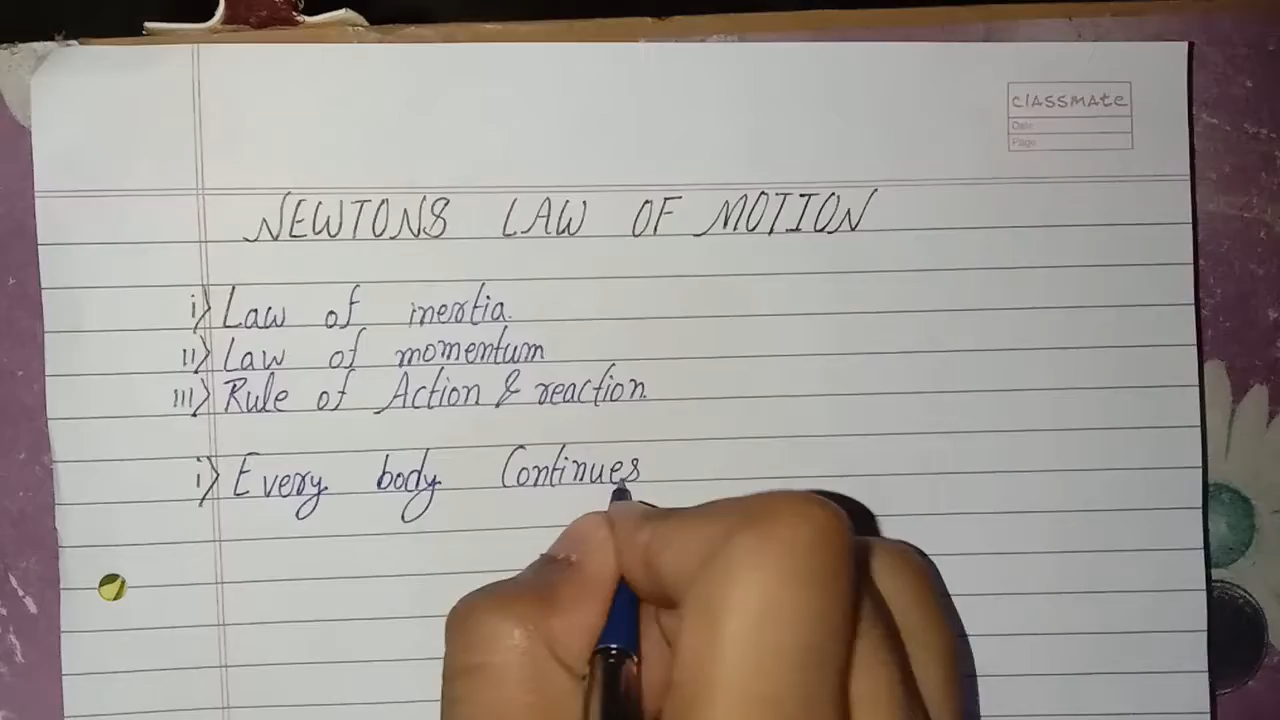 classmate
Date
Page
NEWTONS LAW OF MOTION
i) Law of inertia.
ii) Law of momentum
iii) Rule of Action & reaction.
i) Every body Continues